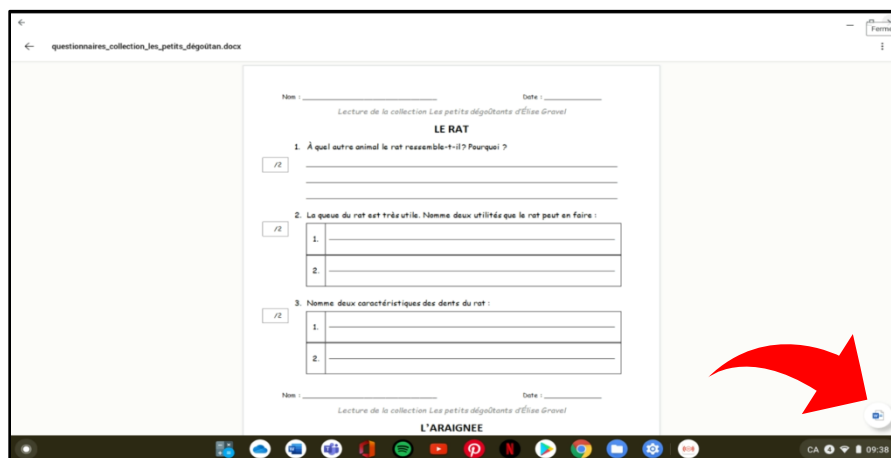 Ferme
questionnaires_collection_les_petits_dégoûtan.docx
Nom : Date :
Lecture de la collection Les petits dégoûtants d'Élise Gravel
LE RAT
1. À quel autre animal le rat ressemble-t-il? Pourquoi ?
/2
2. La queue du rat est très utile. Nomme deux utilités que le rat peut en faire :
/2
1.
2.
3. Nomme deux caractéristiques des dents du rat :
/2
1.
2.
Nom : Date :
Lecture de la collection Les petits dégoûtants d'Élise Gravel
L'ARAIGNEE
CA 4 09:38